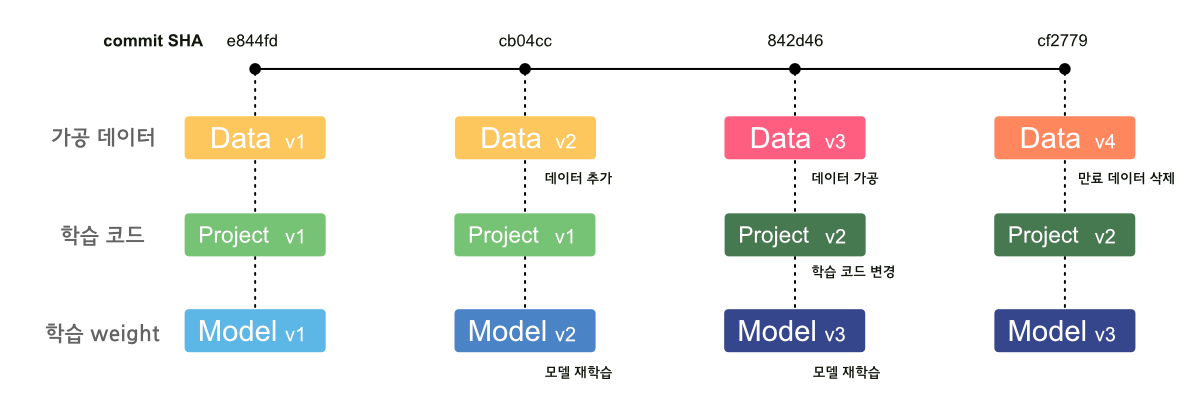 commit SHA e844fd cb04cc 842d46 cf2779
가공 데이터 Data v1 Data v2 Data v3 Data v4
데이터 추가 데이터 가공 만료 데이터 삭제
학습 코드 Project v1 Project v1 Project v2 Project v2
학습 코드 변경
학습 weight Model v1 Model v2 Model v3 Model v3
모델 재학습 모델 재학습